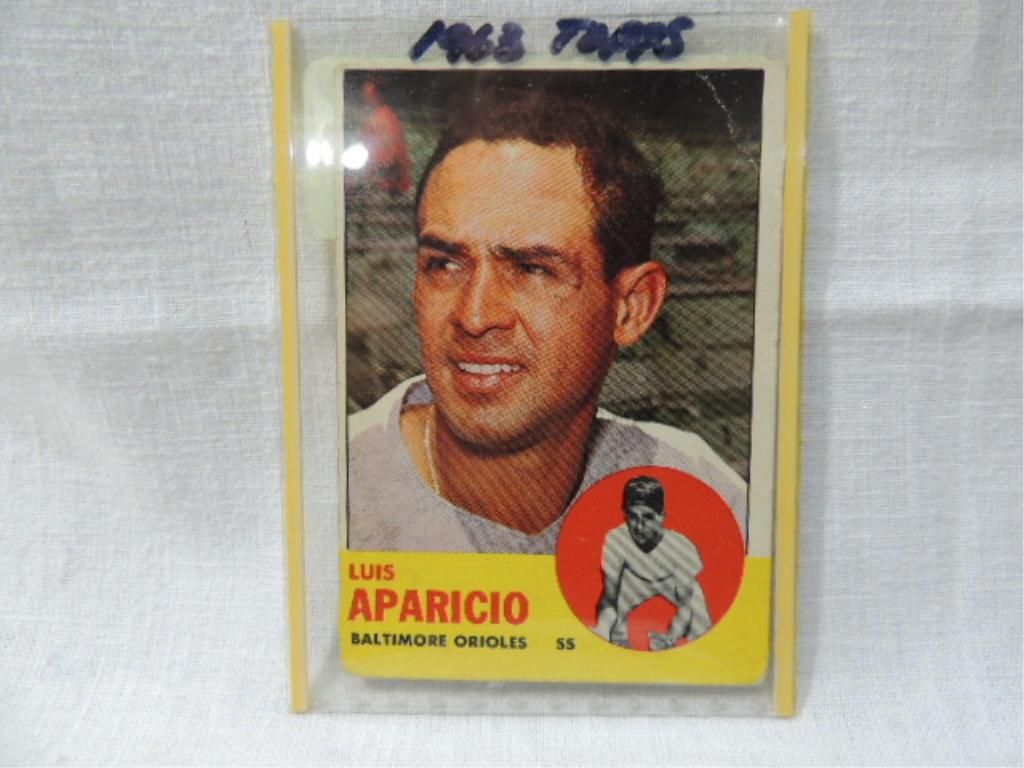 1963 TOPPS
LUIS
APARICIO
BALTIMORE ORIOLES SS